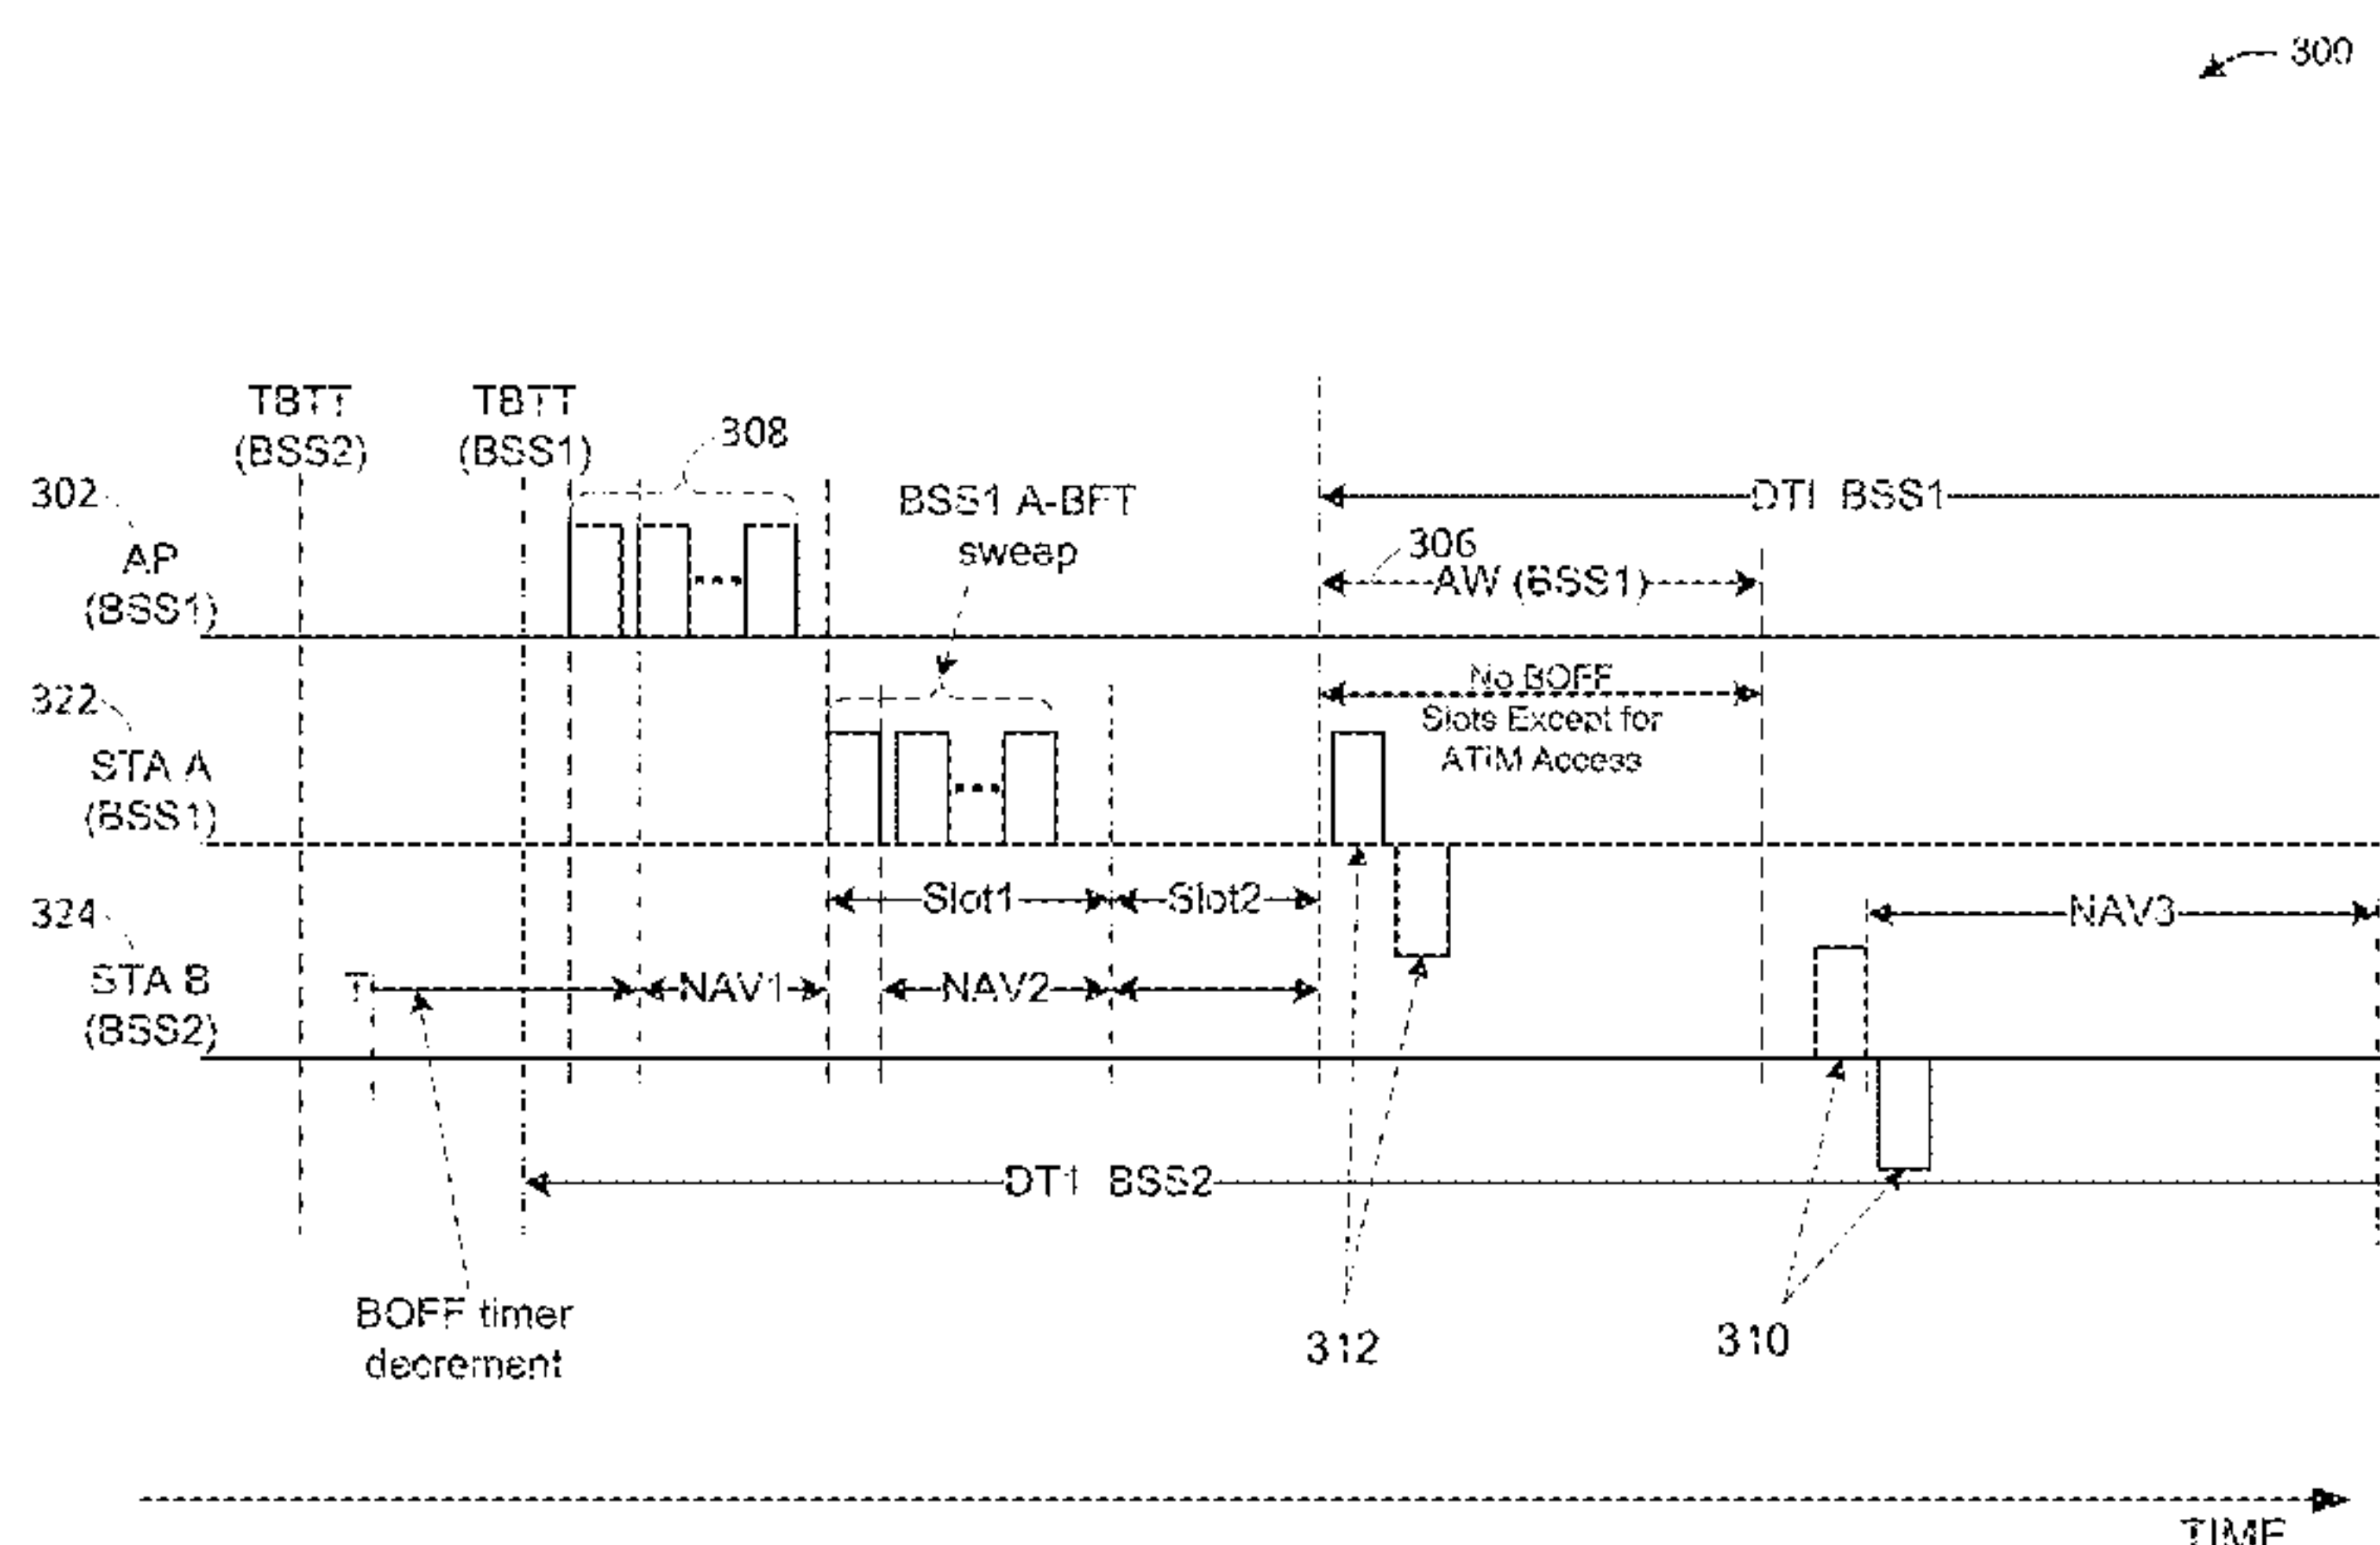 300
TBTT
(BSS2)
TBTT
(BSS1)
308
302
AP
(BSS1)
BSS1 A-BFT
sweep
DTI BSS1
306
AW (BSS1)
322
STA A
(BSS1)
No BOFF
Slots Except for
ATIM Access
Slot1
Slot2
324
STA B
(BSS2)
T
NAV1
NAV2
NAV3
DT1 BSS2
BOFF timer
decrement
312
310
TIME